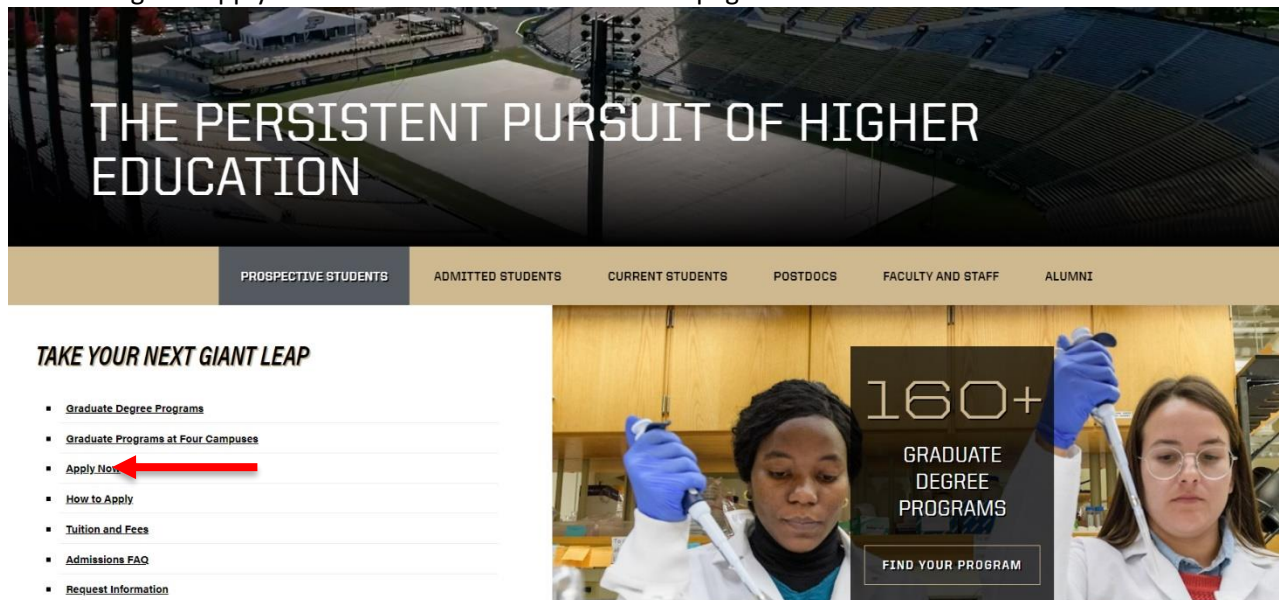 THE PERSISTENT PURSUIT OF HIGHER
EDUCATION
PROSPECTIVE STUDENTS ADMITTED STUDENTS CURRENT STUDENTS POSTDOCS FACULTY AND STAFF ALUMNI
TAKE YOUR NEXT GIANT LEAP
Graduate Degree Programs
Graduate Programs at Four Campuses
Apply Now
How to Apply
Tuition and Fees
Admissions FAQ
Request Information
160+
GRADUATE
DEGREE
PROGRAMS
FIND YOUR PROGRAM